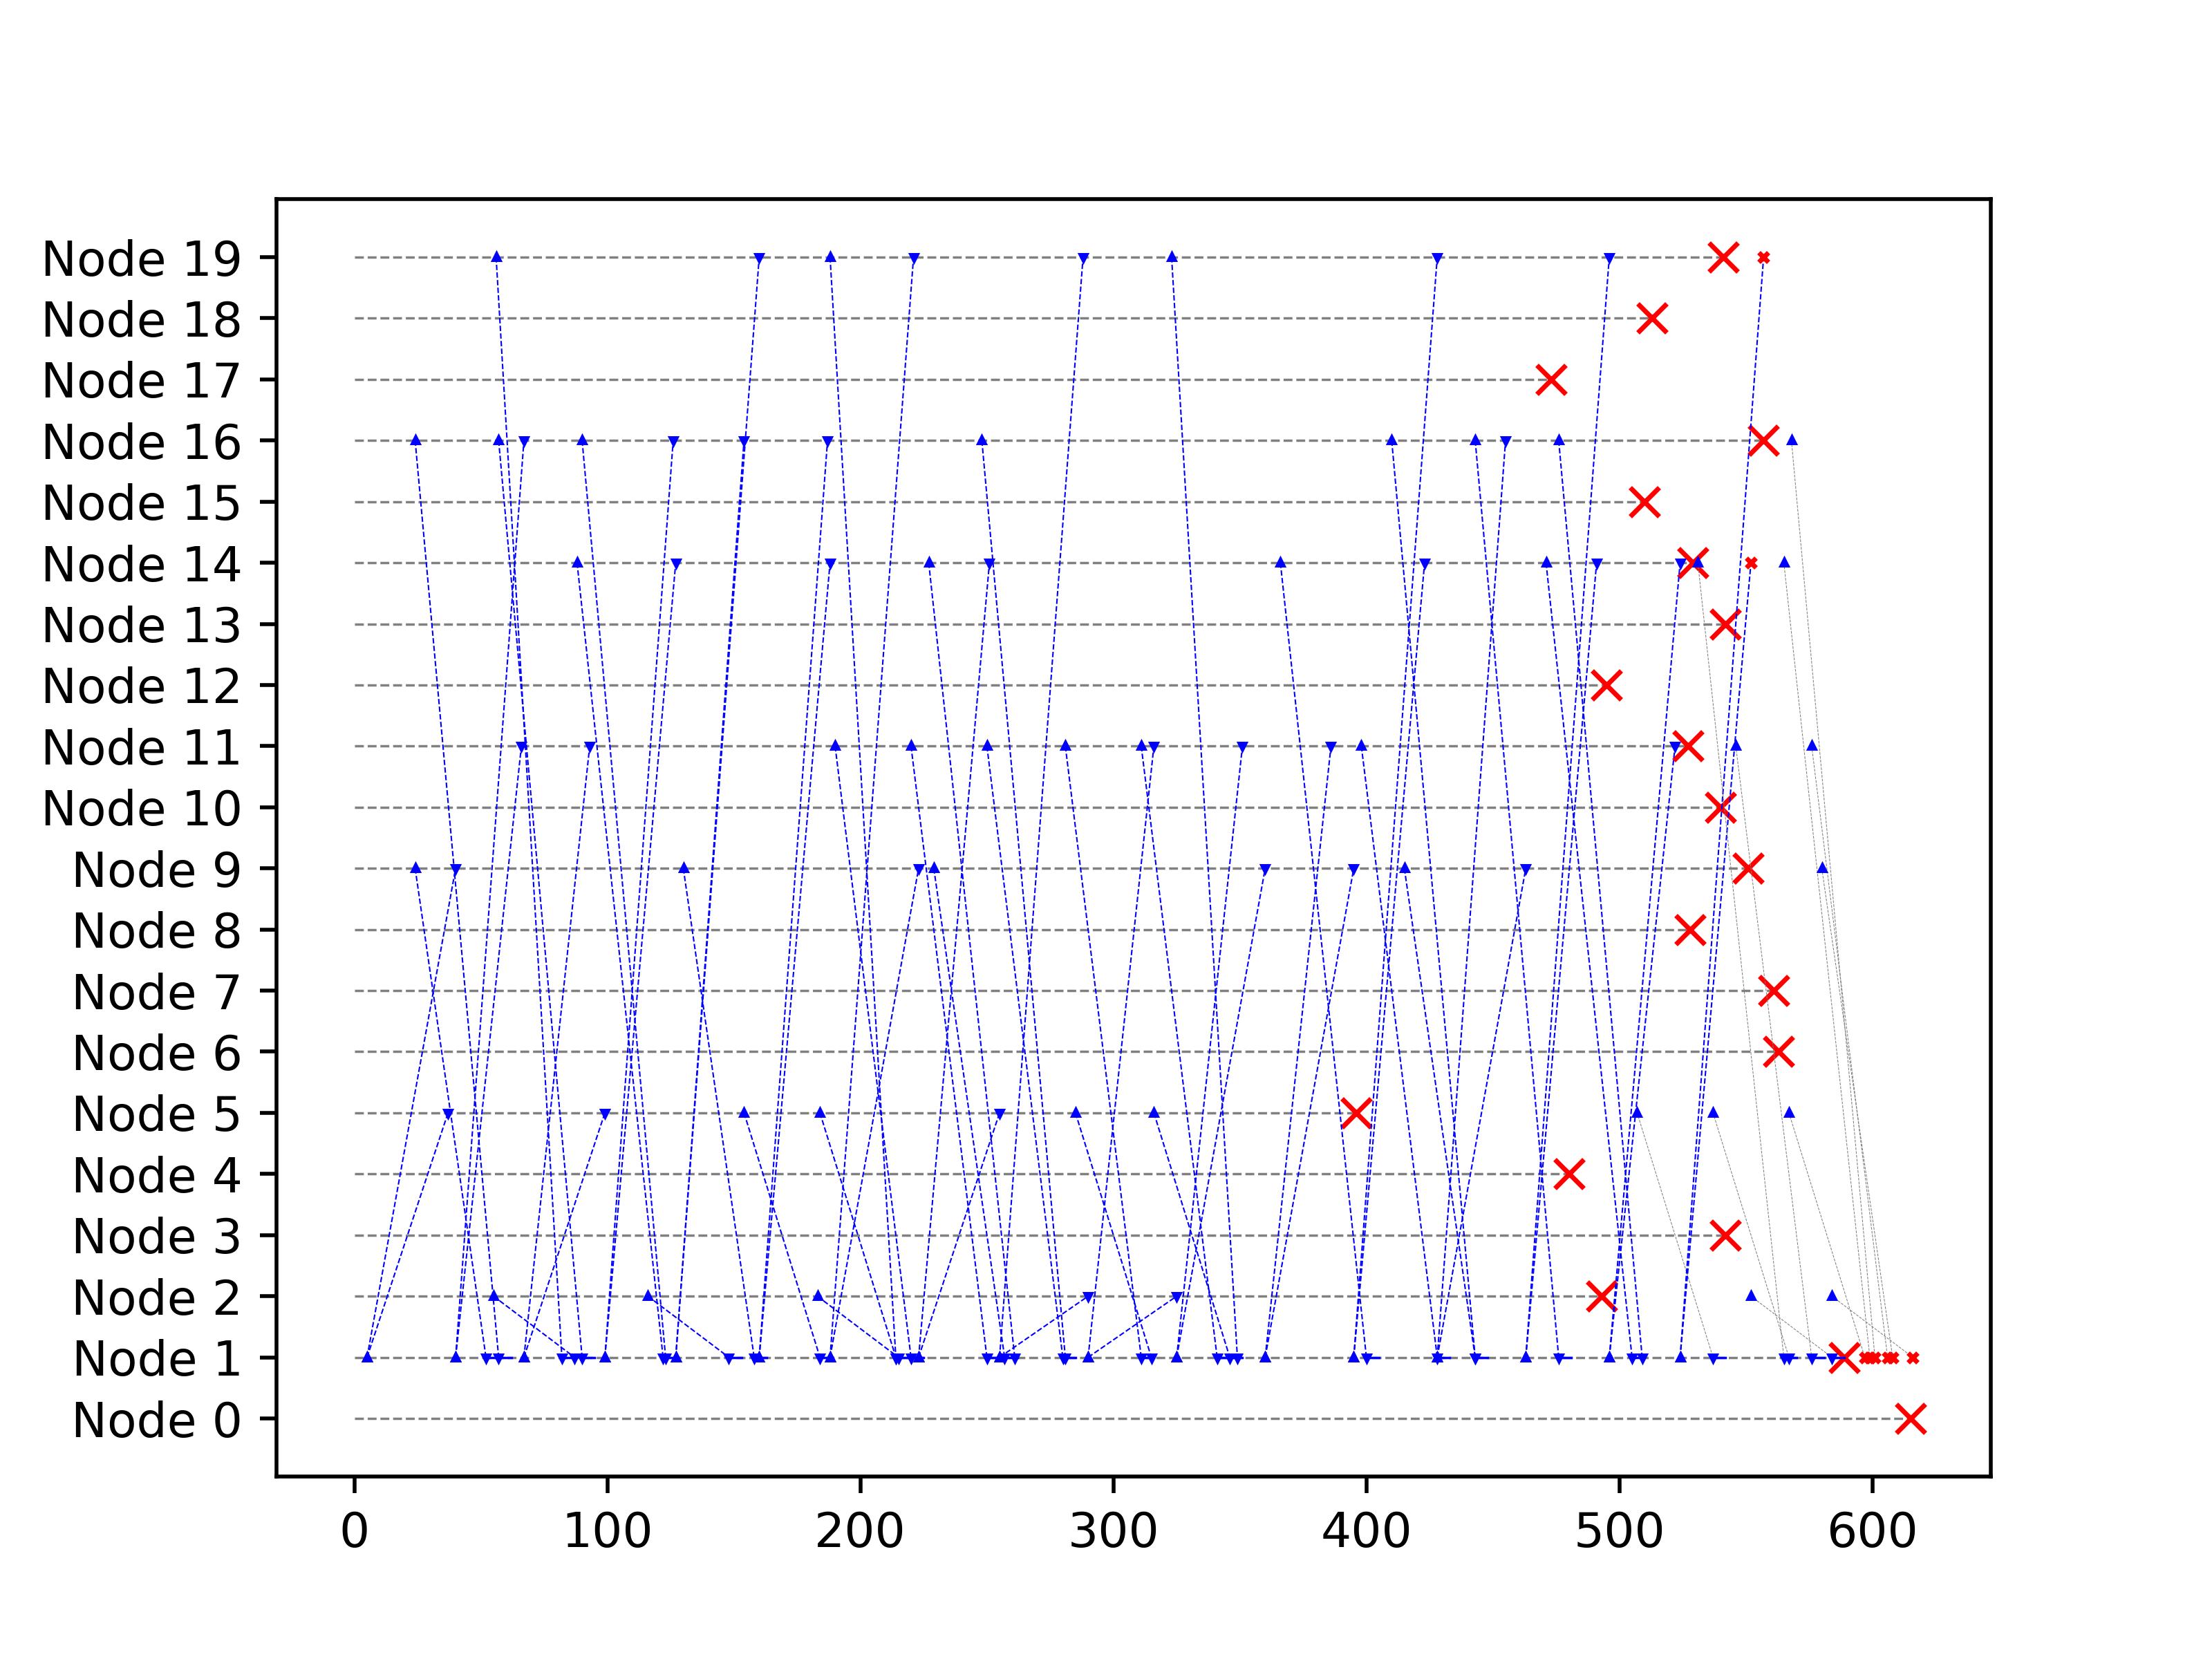 Node 19
Node 18
Node 17
Node 16
Node 15
Node 14
Node 13
Node 12
Node 11
Node 10
Node 9
Node 8
Node 7
Node 6
Node 5
Node 4
Node 3
Node 2
Node 1
Node 0
0 100 200 300 400 500 600